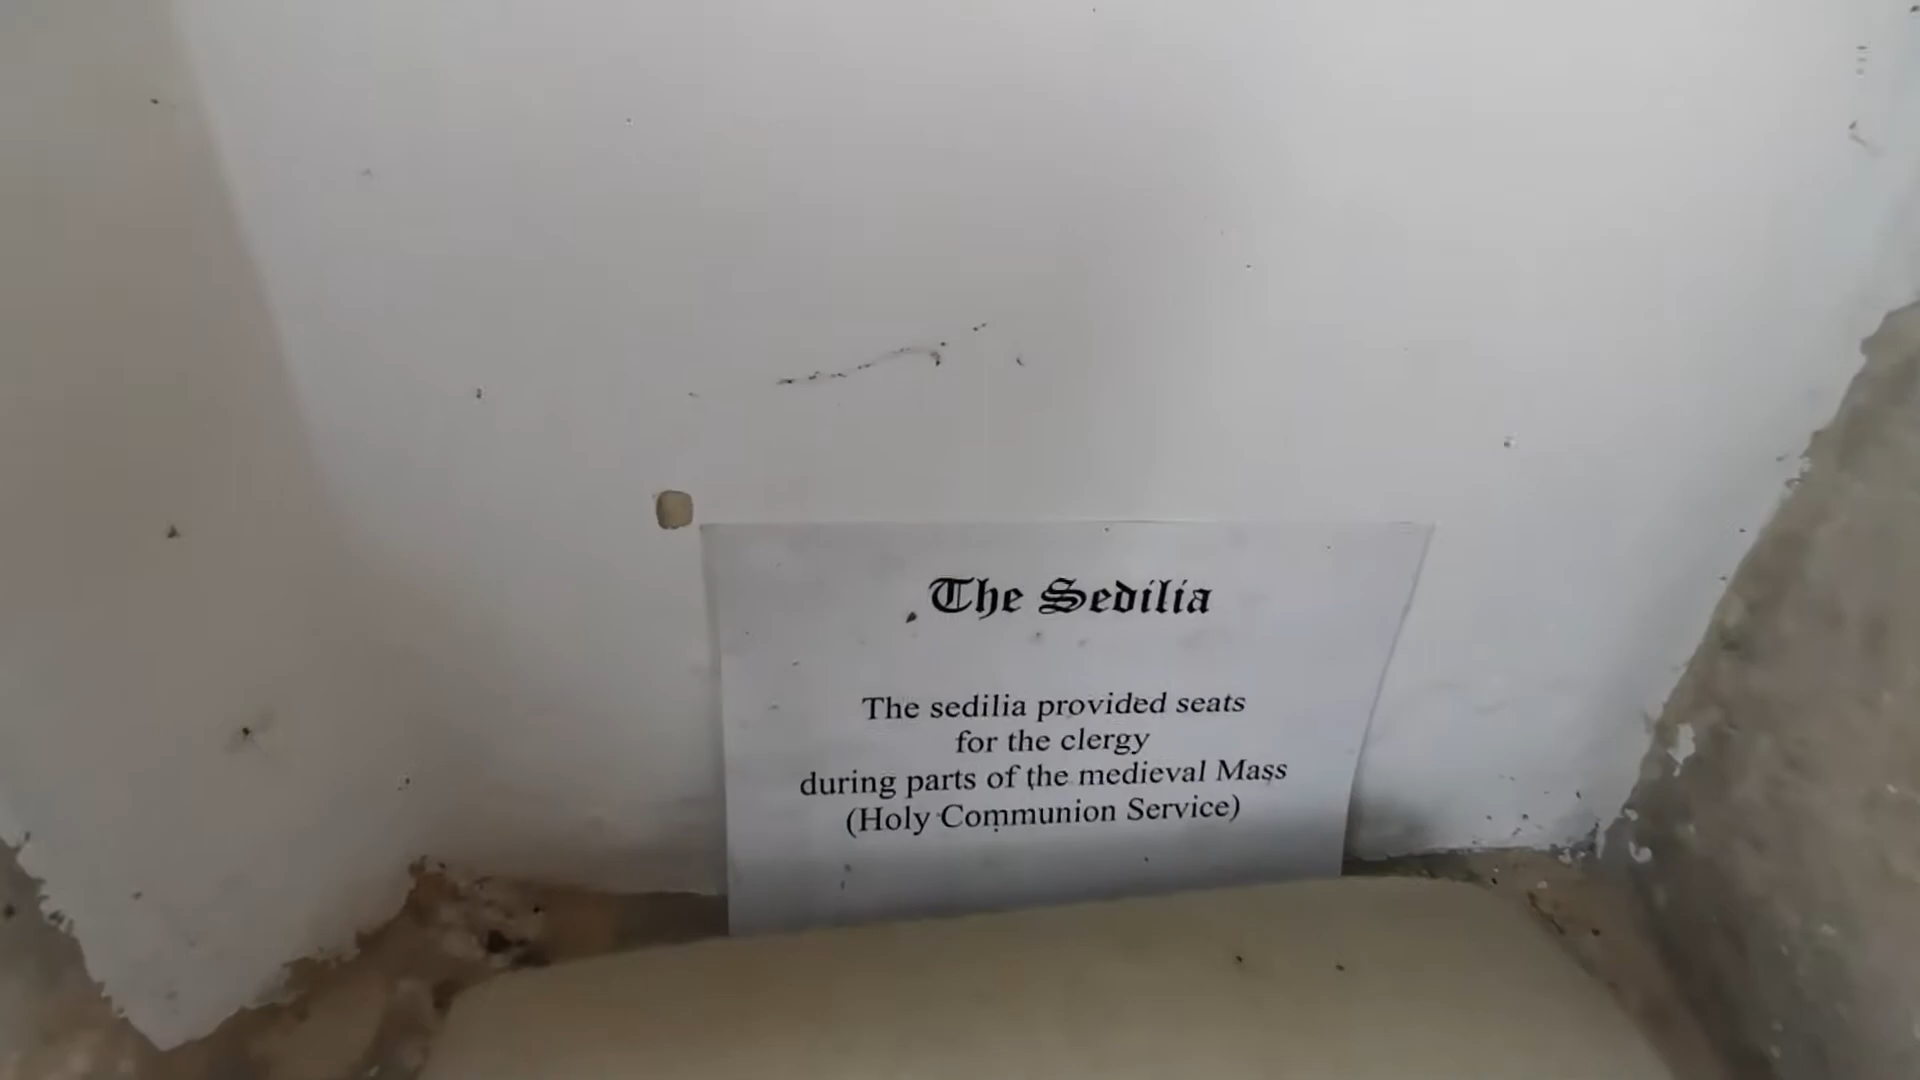 The Sedilia
The sedilia provided seats
for the clergy
during parts of the medieval Mass
(Holy Communion Service)